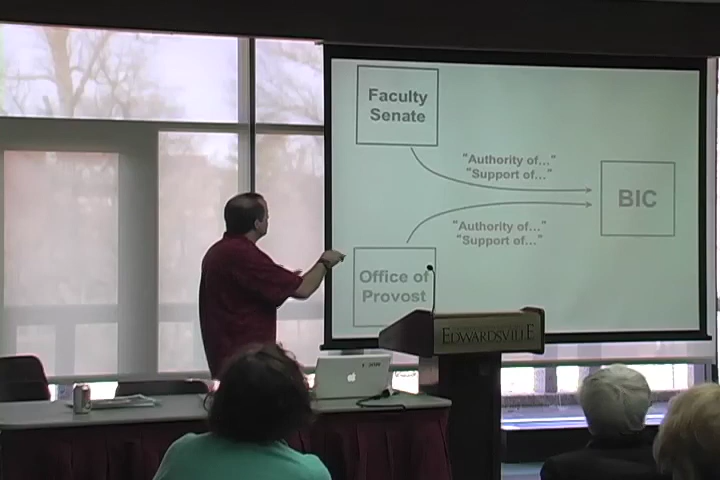 Faculty
Senate
"Authority of..."
"Support of..."
BIC
"Authority of..."
"Support of..."
Office of
Provost
EDWARDSVILLE